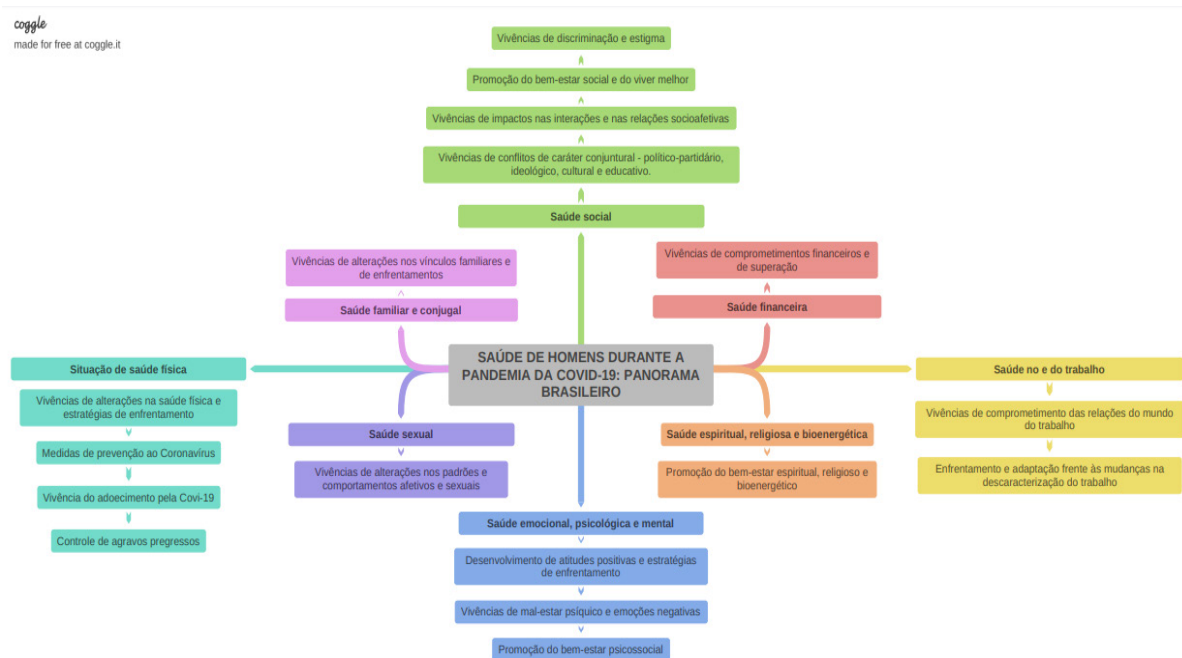 coggle
made for free at coggle.it
Vivências de discriminação e estigma
Promoção do bem-estar social e do viver melhor
Vivências de impactos nas interações e nas relações socioafetivas
Vivências de conflitos de caráter conjuntural - político-partidário,
ideológico, cultural e educativo.
Saúde social
Vivências de alterações nos vínculos familiares e
de enfrentamentos
Saúde familiar e conjugal
Vivências de comprometimentos financeiros e
de superação
Saúde financeira
SAÚDE DE HOMENS DURANTE A
PANDEMIA DA COVID-19: PANORAMA
BRASILEIRO
Situação de saúde física
Vivências de alterações na saúde física e
estratégias de enfrentamento
Medidas de prevenção ao Coronavírus
Vivência do adoecimento pela Covi-19
Controle de agravos pregressos
Saúde sexual
Vivências de alterações nos padrões e
comportamentos afetivos e sexuais
Saúde espiritual, religiosa e bioenergética
Promoção do bem-estar espiritual, religioso e
bioenergético
Saúde no e do trabalho
Vivências de comprometimento das relações do mundo
do trabalho
Enfrentamento e adaptação frente às mudanças na
descaracterização do trabalho
Saúde emocional, psicológica e mental
Desenvolvimento de atitudes positivas e estratégias
de enfrentamento
Vivências de mal-estar psíquico e emoções negativas
Promoção do bem-estar psicossocial